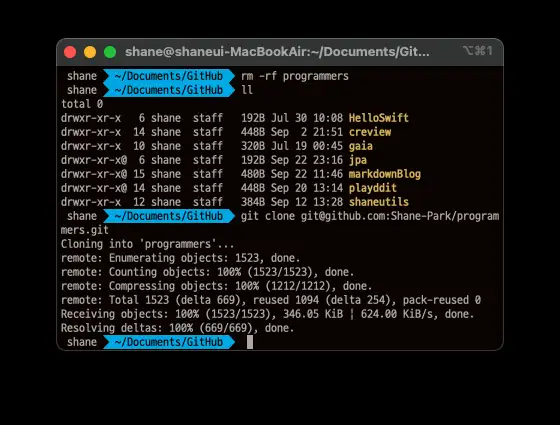 shane@shaneui-MacBookAir:~/Documents/Git... ⌥⌘1
shane ~/Documents/GitHub rm -rf programmers
shane ~/Documents/GitHub ll
total 0
drwxr-xr-x 6 shane staff 192B Jul 30 10:08 HelloSwift
drwxr-xr-x 14 shane staff 448B Sep 2 21:51 creview
drwxr-xr-x 10 shane staff 320B Jul 19 00:45 gaia
drwxr-xr-x@ 6 shane staff 192B Sep 22 23:16 jpa
drwxr-xr-x@ 15 shane staff 480B Sep 22 11:46 markdownBlog
drwxr-xr-x@ 14 shane staff 448B Sep 20 13:14 playddit
drwxr-xr-x 12 shane staff 384B Sep 12 13:28 shaneutils
shane ~/Documents/GitHub git clone git@github.com:Shane-Park/program
mers.git
Cloning into 'programmers'...
remote: Enumerating objects: 1523, done.
remote: Counting objects: 100% (1523/1523), done.
remote: Compressing objects: 100% (1212/1212), done.
remote: Total 1523 (delta 669), reused 1094 (delta 254), pack-reused 0
Receiving objects: 100% (1523/1523), 346.05 KiB ¦ 624.00 KiB/s, done.
Resolving deltas: 100% (669/669), done.
shane ~/Documents/GitHub